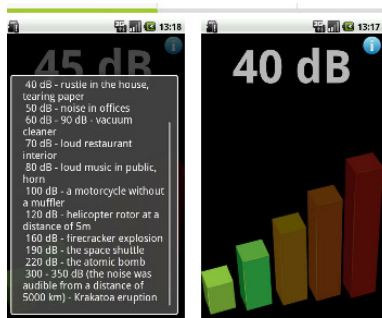 13:18
45 dB
i
40 dB - rustle in the house,
tearing paper
50 dB - noise in offices
60 dB - 90 dB - vacuum
cleaner
70 dB - loud restaurant
interior
80 dB - loud music in public,
horn
100 dB - a motorcycle without
a muffler
120 dB - helicopter rotor at a
distance of 5m
160 dB - firecracker explosion
190 dB - the space shuttle
220 dB - the atomic bomb
300 - 350 dB (the noise was
audible from a distance of
5000 km) - Krakatoa eruption
13:17
i
40 dB